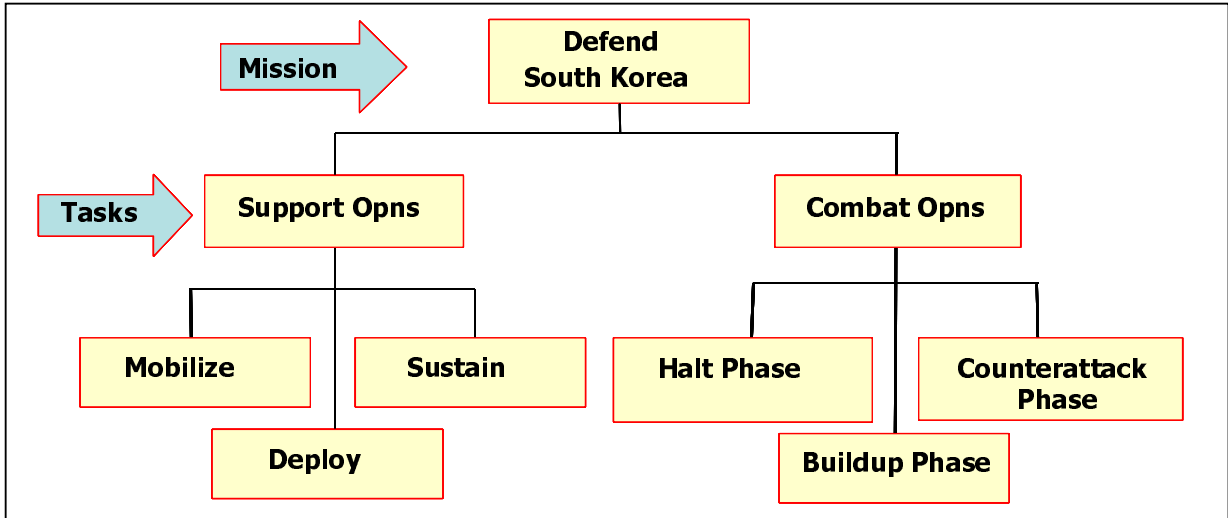 Mission
Defend
South Korea
Tasks
Support Opns
Combat Opns
Mobilize
Sustain
Halt Phase
Counterattack
Phase
Deploy
Buildup Phase